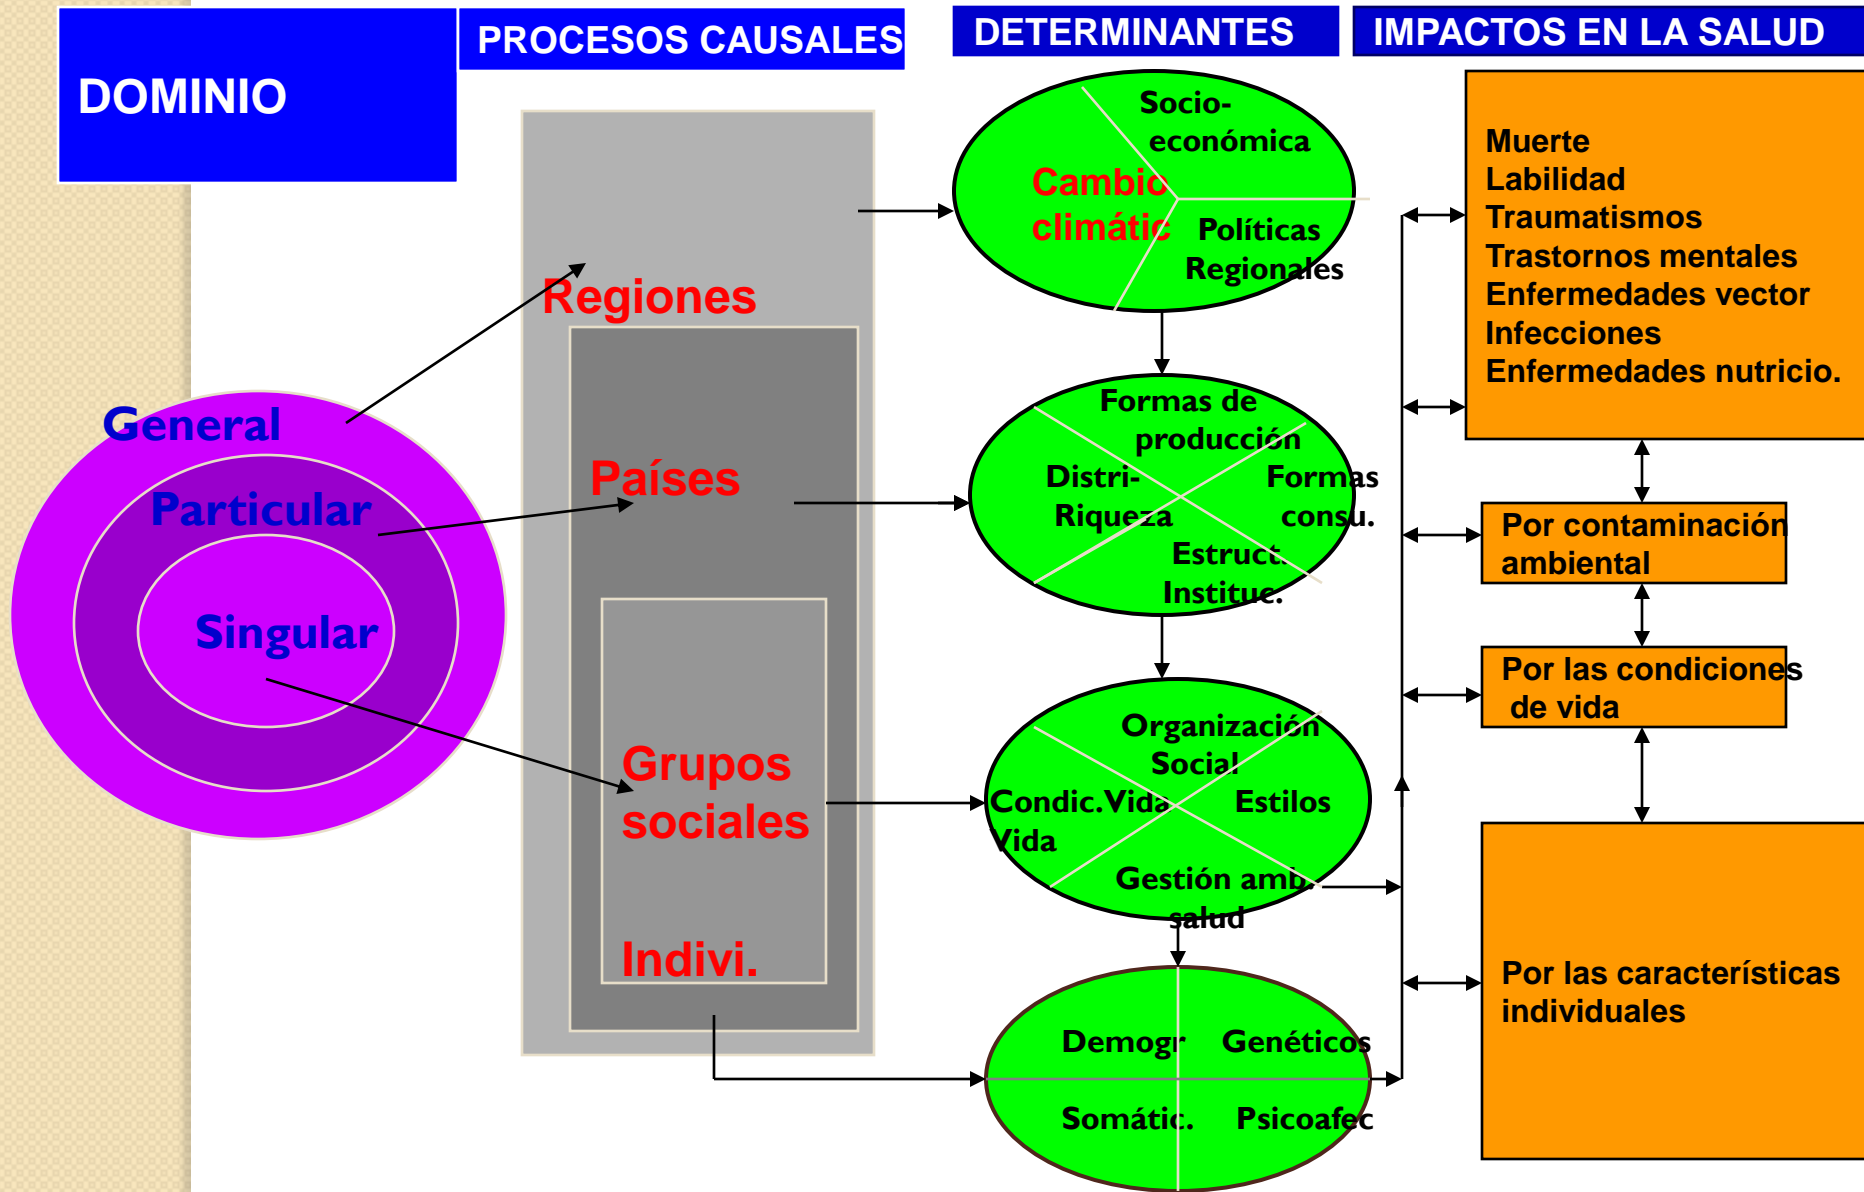 DOMINIO
PROCESOS CAUSALES
DETERMINANTES
IMPACTOS EN LA SALUD
General
Particular
Singular
Regiones
Países
Grupos
sociales
Indivi.
Socio-
económica
Cambio
climátic
Políticas
Regionales
Formas de
producción
Distri-
Riqueza
Formas
consu.
Estruct.
Instituc.
Organización
Social
Condic.Vida
Vida
Estilos
Gestión amb.
salud
Demogr
Genéticos
Somátic.
Psicoafec
Muerte
Labilidad
Traumatismos
Trastornos mentales
Enfermedades vector
Infecciones
Enfermedades nutricio.
Por contaminación
ambiental
Por las condiciones
de vida
Por las características
individuales